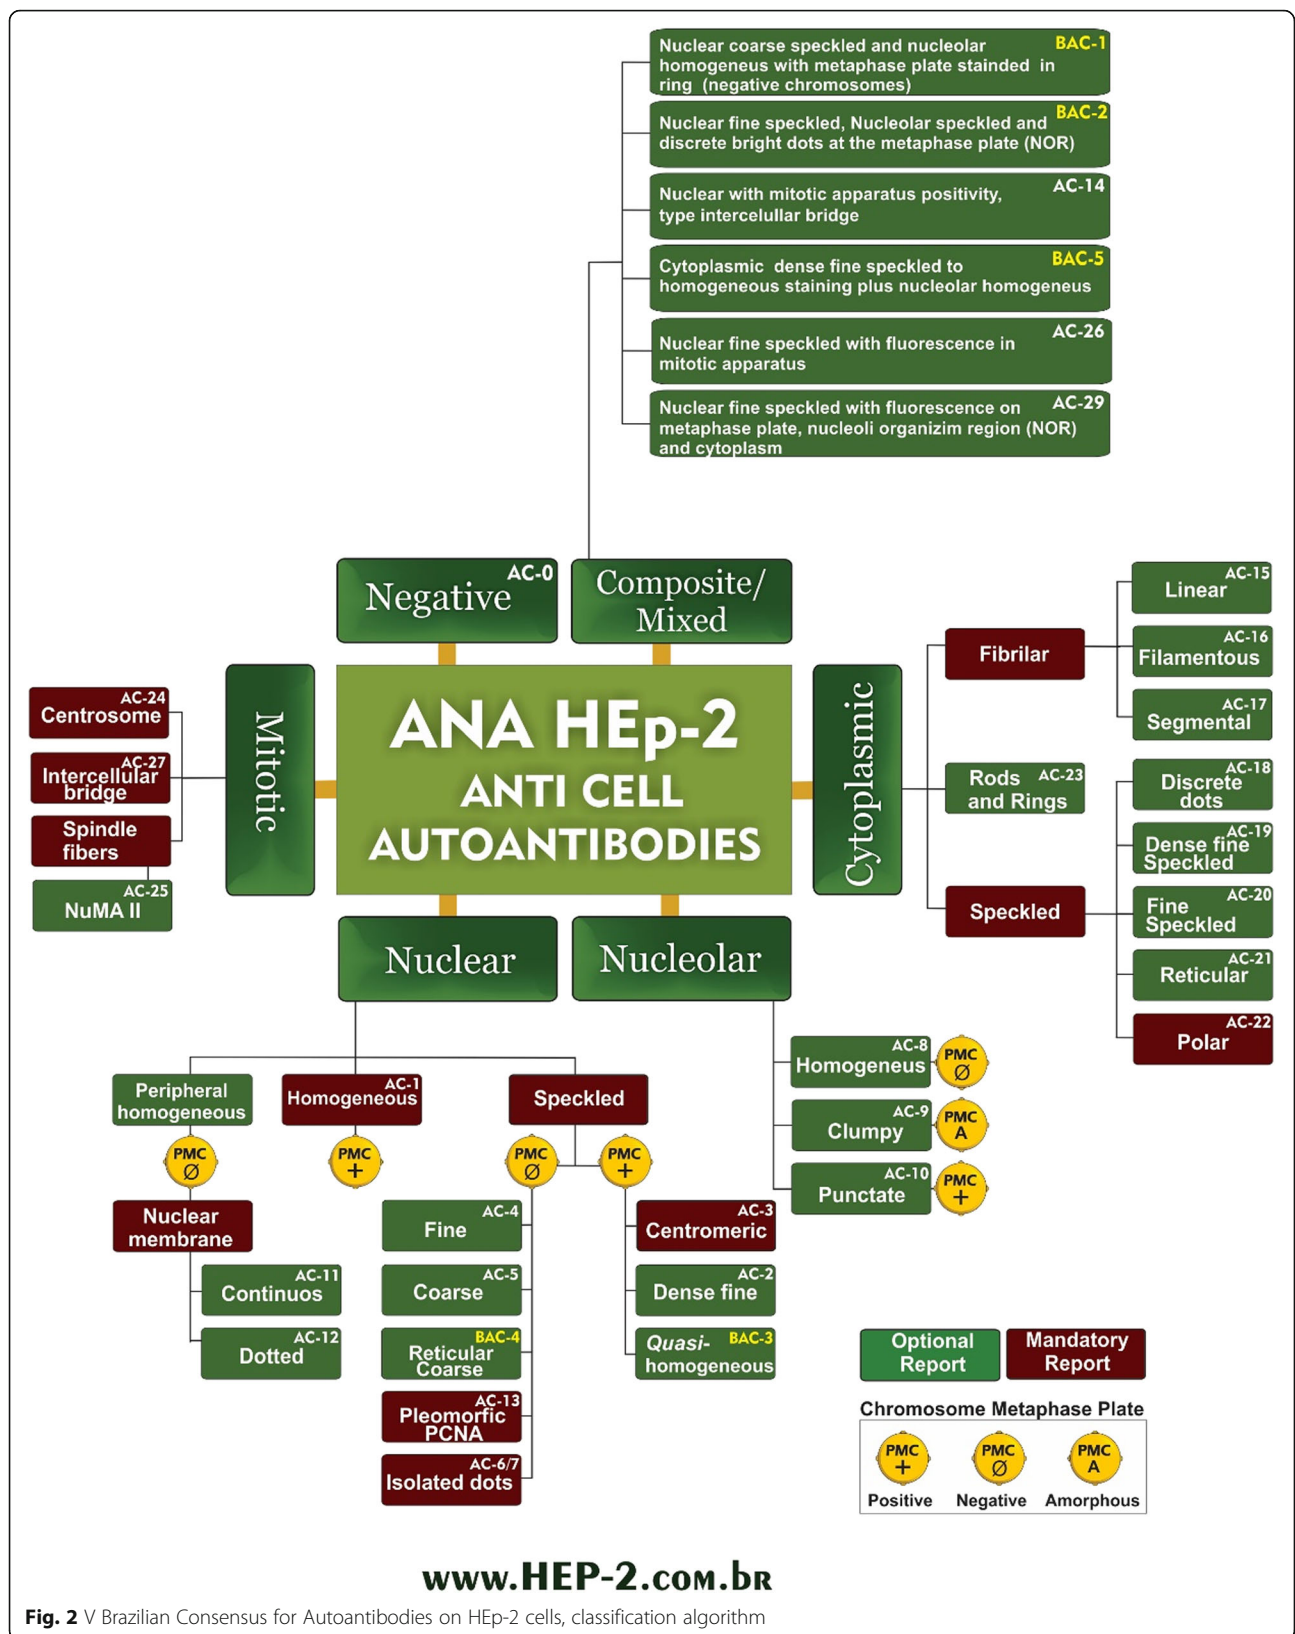 Nuclear coarse speckled and nucleolar BAC-1
homogeneus with metaphase plate stainded in
ring (negative chromosomes)
BAC-2
Nuclear fine speckled, Nucleolar speckled and
discrete bright dots at the metaphase plate (NOR)
Nuclear with mitotic apparatus positivity, AC-14
type intercelullar bridge
BAC-5
Cytoplasmic dense fine speckled to
homogeneous staining plus nucleolar homogeneus
AC-26
Nuclear fine speckled with fluorescence in
mitotic apparatus
Nuclear fine speckled with fluorescence on AC-29
metaphase plate, nucleoli organizim region (NOR)
and cytoplasm
AC-0
Negative
Composite/
Mixed
ANA HEp-2
ANTI CELL
AUTOANTIBODIES
Mitotic
AC-24
Centrosome
AC-27
Intercellular
bridge
Spindle
fibers
AC-25
NuMA II
Cytoplasmic
Fibrilar
AC-15
Linear
AC-16
Filamentous
AC-17
Segmental
Rods AC-23
and Rings
Speckled
AC-18
Discrete
dots
AC-19
Dense fine
Speckled
AC-20
Fine
Speckled
AC-21
Reticular
AC-22
Polar
Nuclear
Peripheral
homogeneous
PMC
Ø
Nuclear
membrane
AC-11
Continuos
AC-12
Dotted
AC-1
Homogeneous
PMC
+
Speckled
PMC
Ø
AC-4
Fine
AC-5
Coarse
BAC-4
Reticular
Coarse
AC-13
Pleomorfic
PCNA
AC-6/7
Isolated dots
PMC
+
AC-3
Centromeric
AC-2
Dense fine
Quasi- BAC-3
homogeneous
Nucleolar
AC-8
Homogeneus
PMC
Ø
AC-9
Clumpy
PMC
A
AC-10
Punctate
PMC
+
Optional
Report
Mandatory
Report
Chromosome Metaphase Plate
PMC
+
Positive
PMC
Ø
Negative
PMC
A
Amorphous
www.HEP-2.com.br
Fig. 2 V Brazilian Consensus for Autoantibodies on HEp-2 cells, classification algorithm